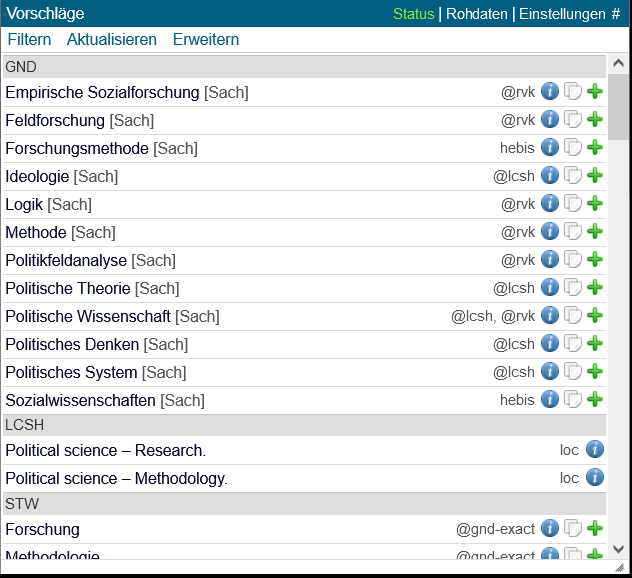 Vorschläge Status | Rohdaten | Einstellungen #
Filtern Aktualisieren Erweitern
GND
Empirische Sozialforschung [Sach] @rvk
Feldforschung [Sach] @rvk
Forschungsmethode [Sach] hebis
Ideologie [Sach] @lcsh
Logik [Sach] @rvk
Methode [Sach] @rvk
Politikfeldanalyse [Sach] @rvk
Politische Theorie [Sach] @lcsh
Politische Wissenschaft [Sach] @lcsh, @rvk
Politisches Denken [Sach] @lcsh
Politisches System [Sach] @lcsh
Sozialwissenschaften [Sach] hebis
LCSH
Political science – Research. loc
Political science – Methodology. loc
STW
Forschung @gnd-exact
Methodologie @gnd-exact